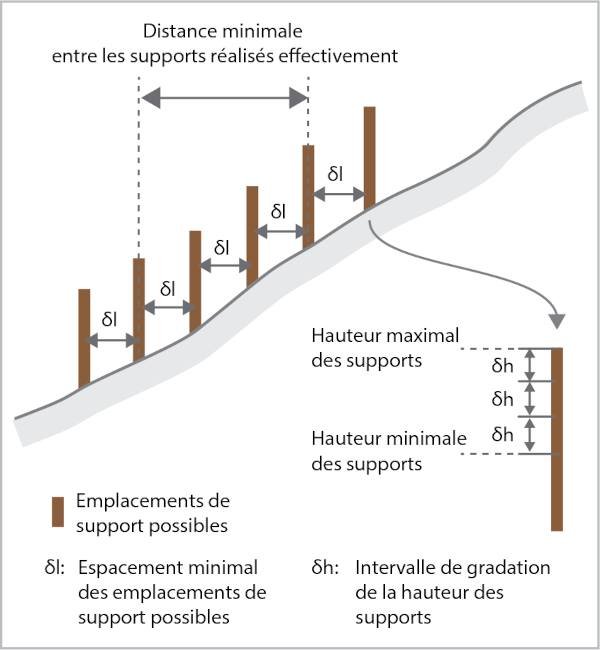 Distance minimale
entre les supports réalisés effectivement
δl
δl
δl
δl
δl
Hauteur maximal
des supports
δh
δh
δh
Hauteur minimale
des supports
Emplacements de
support possibles
δl: Espacement minimal
des emplacements de
support possibles
δh: Intervalle de gradation
de la hauteur des
supports